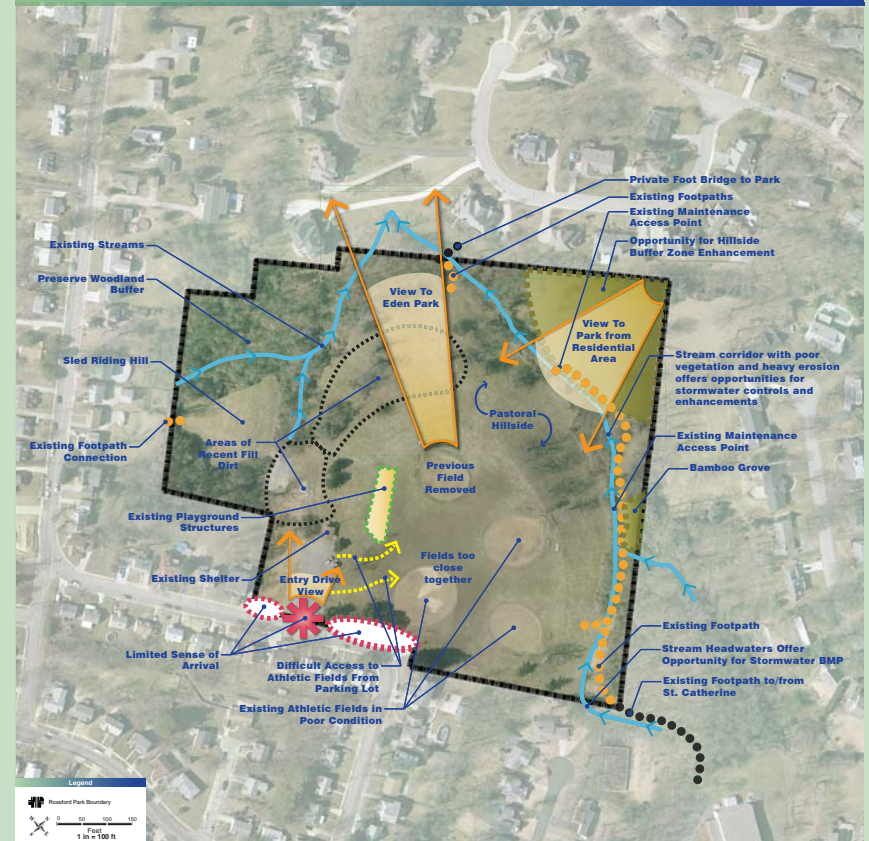 Private Foot Bridge to Park
Existing Footpaths
Existing Maintenance
Access Point
Opportunity for Hillside
Buffer Zone Enhancement
Existing Streams
Preserve Woodland
Buffer
View To
Eden Park
View To
Park from
Residential
Area
Sled Riding Hill
Stream corridor with poor
vegetation and heavy erosion
offers opportunities for
stormwater controls and
enhancements
Pastoral
Hillside
Existing Footpath
Connection
Areas of
Recent Fill
Dirt
Existing Maintenance
Access Point
Previous
Field
Removed
Bamboo Grove
Existing Playground
Structures
Fields too
close
together
Existing Shelter
Entry Drive
View
Limited Sense of
Arrival
Difficult Access to
Athletic Fields From
Parking Lot
Existing Athletic Fields in
Poor Condition
Existing Footpath
Stream Headwaters Offer
Opportunity for Stormwater BMP
Existing Footpath to/from
St. Catherine
Legend
Rossford Park Boundary
N E S W
0 50 100 150
Feet
1 in = 100 ft